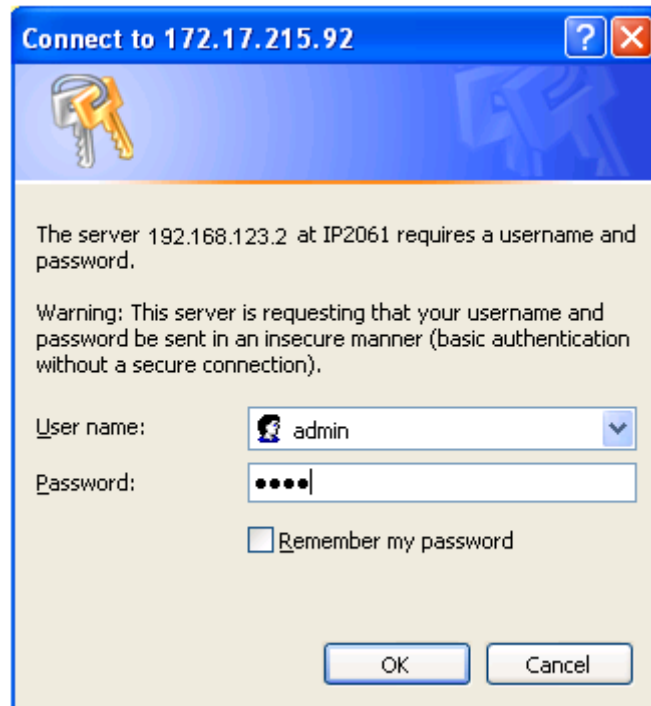 Connect to 172.17.215.92
The server 192.168.123.2 at IP2061 requires a username and
password.
Warning: This server is requesting that your username and
password be sent in an insecure manner (basic authentication
without a secure connection).
User name:
admin
Password:
••••
Remember my password
OK
Cancel